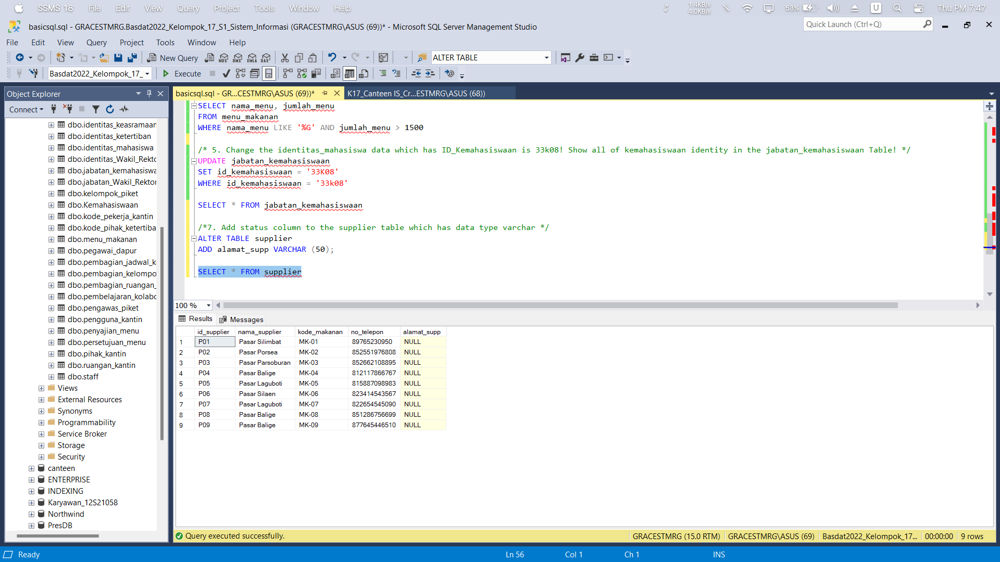 SSMS 18 File Edit View Query Project Tools Window Help 1.4KB/s 4.0KB/s 53% U Thu PM 7:47
basicsql.sql - GRACESTMRG.Basdat2022_Kelompok_17_S1_Sistem_Informasi (GRACESTMRG\ASUS (69))* - Microsoft SQL Server Management Studio
Quick Launch (Ctrl+Q)
File Edit View Query Project Tools Window Help
New Query MDX DMX XMLA DAX ALTER TABLE
Basdat2022_Kelompok_17_ Execute
Object Explorer
Connect
dbo.identitas_keasramaan
dbo.identitas_ketertiban
dbo.identitas_mahasiswa
dbo.identitas_Wakil_Rekto
dbo.jabatan_kemahasiswa
dbo.jabatan_Wakil_Rektor
dbo.kelompok_piket
dbo.Kemahasiswaan
dbo.kode_pekerja_kantin
dbo.kode_pihak_ketertiba
dbo.menu_makanan
dbo.pegawai_dapur
dbo.pembagian_jadwal_k
dbo.pembagian_kelompo
dbo.pembagian_ruangan_
dbo.pembelajaran_kolabo
dbo.pengawas_piket
dbo.pengguna_kantin
dbo.penyajian_menu
dbo.persetujuan_menu
dbo.pihak_kantin
dbo.ruangan_kantin
dbo.staff
Views
External Resources
Synonyms
Programmability
Service Broker
Storage
Security
canteen
ENTERPRISE
INDEXING
Karyawan_12S21058
Northwind
PresDB
basicsql.sql - GR...CESTMRG\ASUS (69))* K17_Canteen IS_Cr...ESTMRG\ASUS (68))
SELECT nama_menu, jumlah_menu
FROM menu_makanan
WHERE nama_menu LIKE '%G' AND jumlah_menu > 1500
/* 5. Change the identitas_mahasiswa data which has ID_Kemahasiswaan is 33k08! Show all of kemahasiswaan identity in the jabatan_kemahasiswaan Table! */
UPDATE jabatan_kemahasiswaan
SET id_kemahasiswaan = '33K08'
WHERE id_kemahasiswaan = '33k08'
SELECT * FROM jabatan_kemahasiswaan
/*7. Add status column to the supplier table which has data type varchar */
ALTER TABLE supplier
ADD alamat_supp VARCHAR (50);
SELECT * FROM supplier
100 %
Results Messages
id_supplier nama_supplier kode_makanan no_telepon alamat_supp
1 P01 Pasar Silimbat MK-01 89765230950 NULL
2 P02 Pasar Porsea MK-02 852551976808 NULL
3 P03 Pasar Parsoburan MK-03 852662108895 NULL
4 P04 Pasar Balige MK-04 812117866767 NULL
5 P05 Pasar Laguboti MK-05 815887098983 NULL
6 P06 Pasar Silaen MK-06 823414543567 NULL
7 P07 Pasar Laguboti MK-07 822654545090 NULL
8 P08 Pasar Balige MK-08 851286756699 NULL
9 P09 Pasar Balige MK-09 877645446510 NULL
Query executed successfully. GRACESTMRG (15.0 RTM) GRACESTMRG\ASUS (69) Basdat2022_Kelompok_17... 00:00:00 9 rows
Ready Ln 56 Col 1 Ch 1 INS